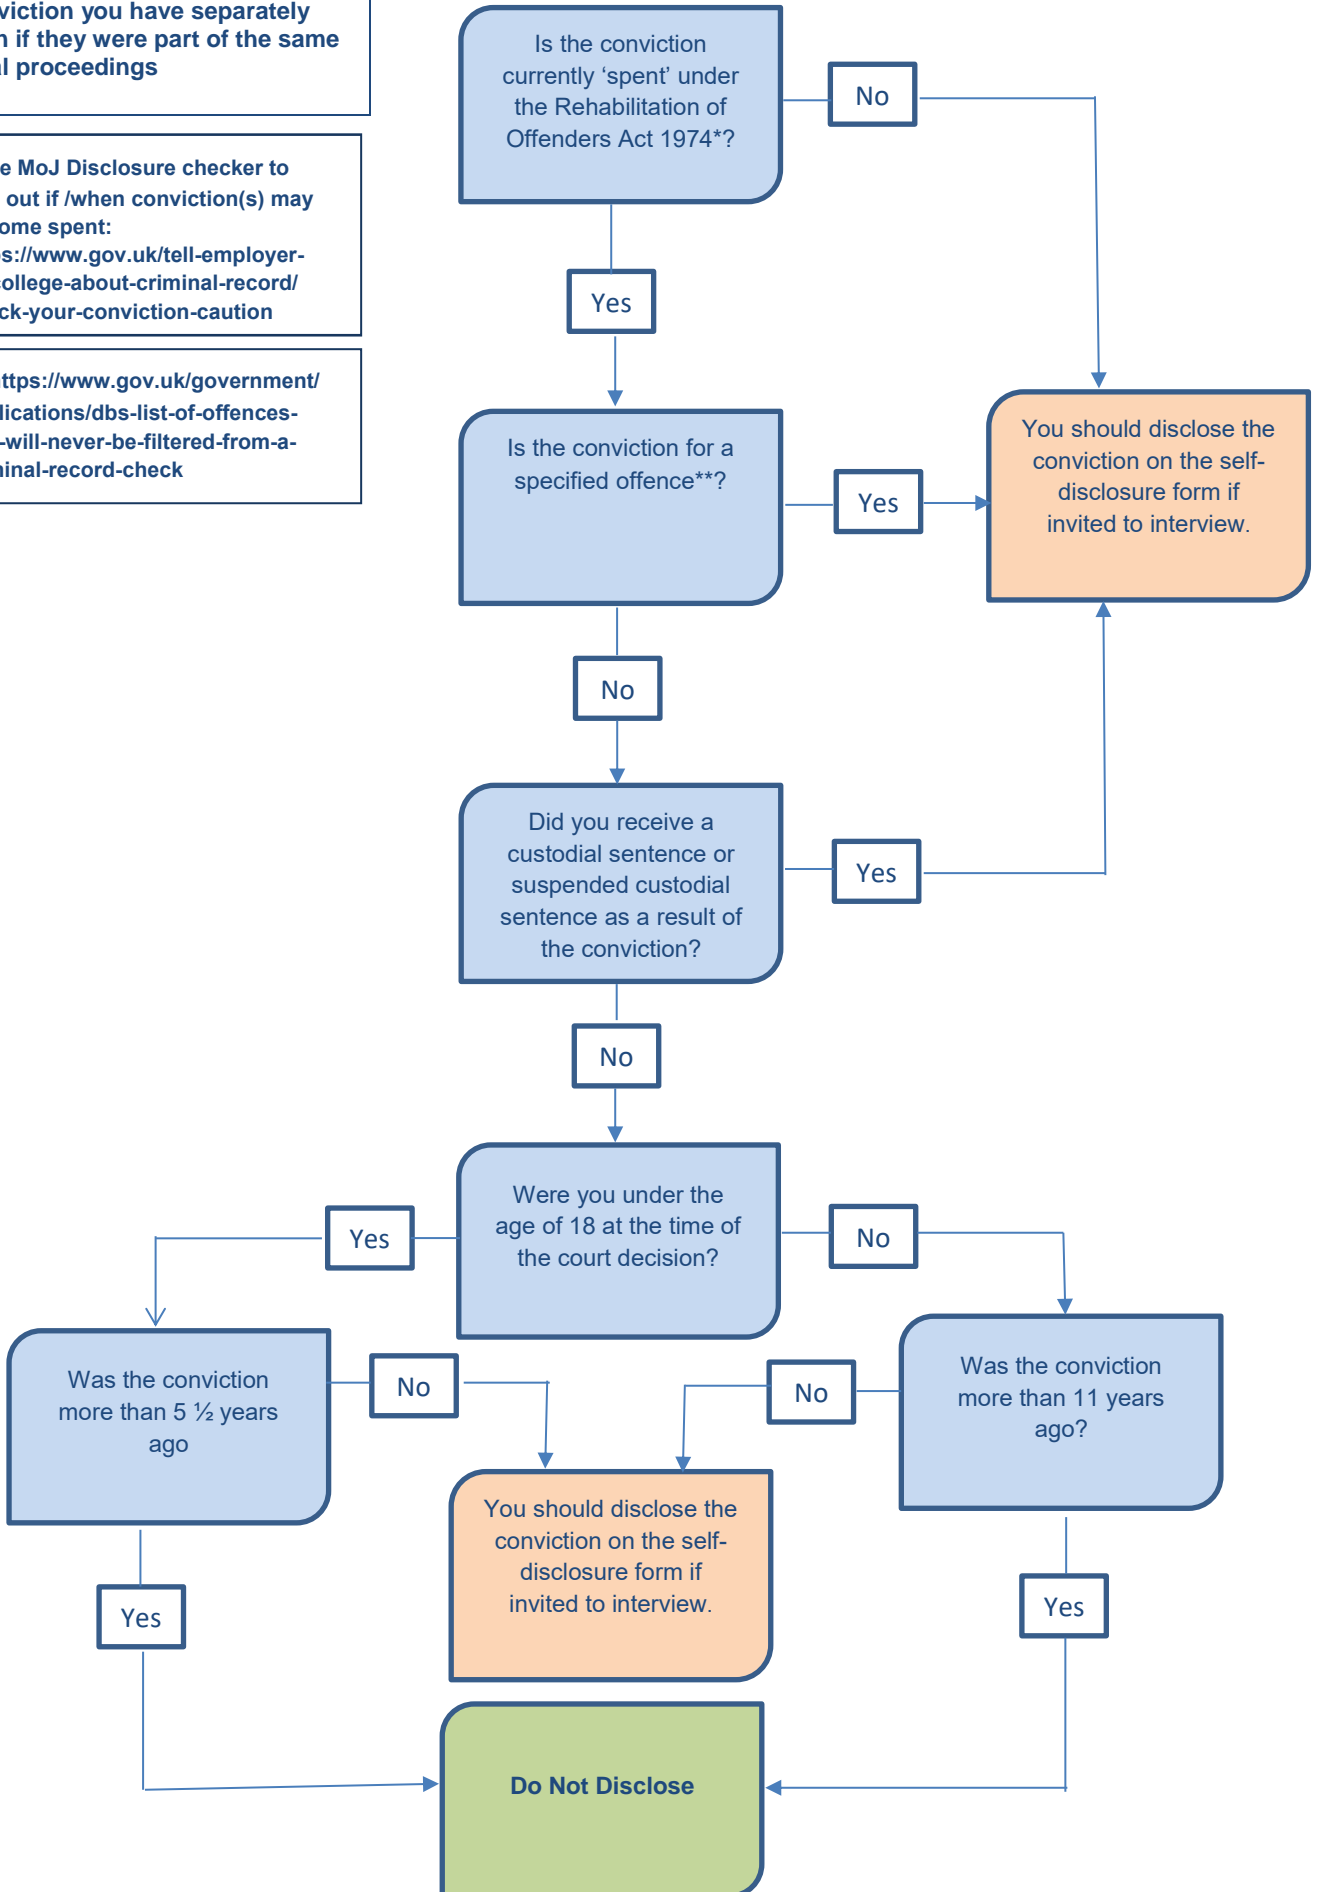 viction you have separately
n if they were part of the same
al proceedings
e MoJ Disclosure checker to
out if /when conviction(s) may
ome spent:
os://www.gov.uk/tell-employer-
college-about-criminal-record/
ck-your-conviction-caution
ttps://www.gov.uk/government/
lications/dbs-list-of-offences-
-will-never-be-filtered-from-a-
minal-record-check
Is the conviction
currently ‘spent’ under
the Rehabilitation of
Offenders Act 1974*?
No
Yes
Is the conviction for a
specified offence**?
Yes
You should disclose the
conviction on the self-
disclosure form if
invited to interview.
No
Did you receive a
custodial sentence or
suspended custodial
sentence as a result of
the conviction?
Yes
No
Were you under the
age of 18 at the time of
the court decision?
Yes
No
Was the conviction
more than 5 ½ years
ago
No
No
Was the conviction
more than 11 years
ago?
You should disclose the
conviction on the self-
disclosure form if
invited to interview.
Yes
Yes
Do Not Disclose